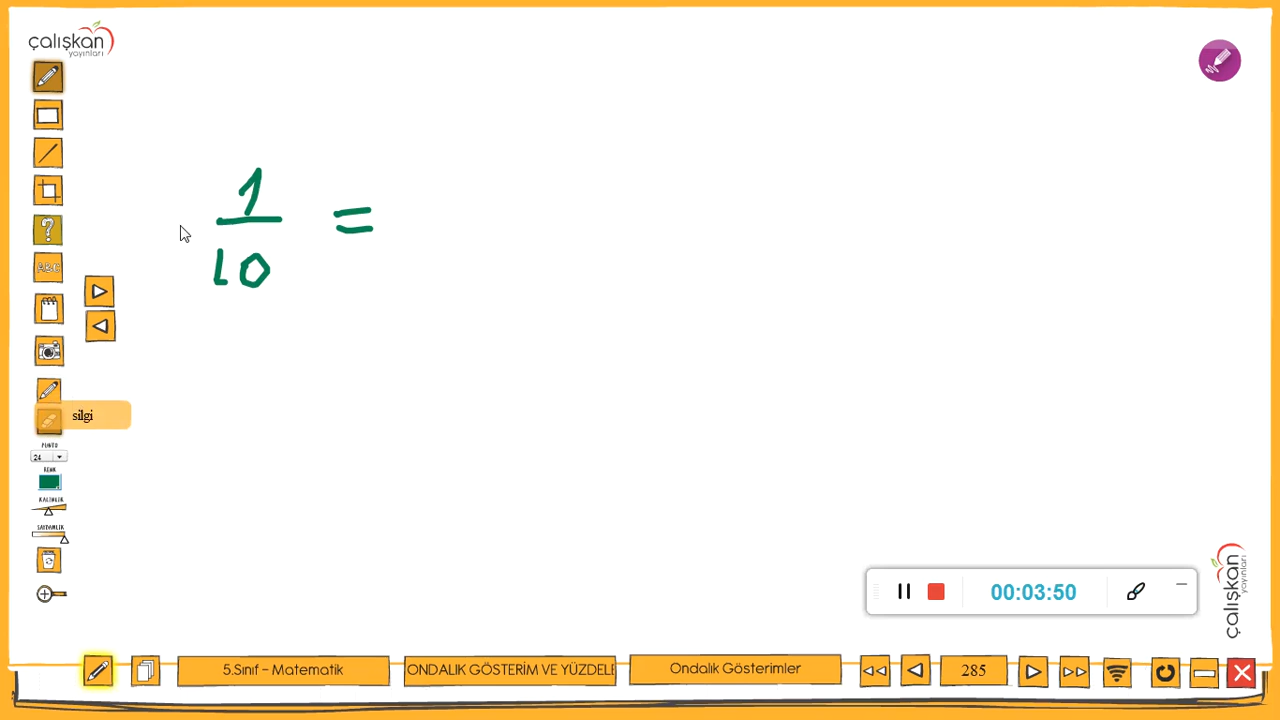 çalışkan
yayınları
1
10
=
ABC
silgi
PUNTO
24
RENK
KALINLIK
SAYDAMLIK
00:03:50
çalışkan
yayınları
5.Sınıf – Matematik
ONDALIK GÖSTERİM VE YÜZDELE
Ondalık Gösterimler
285